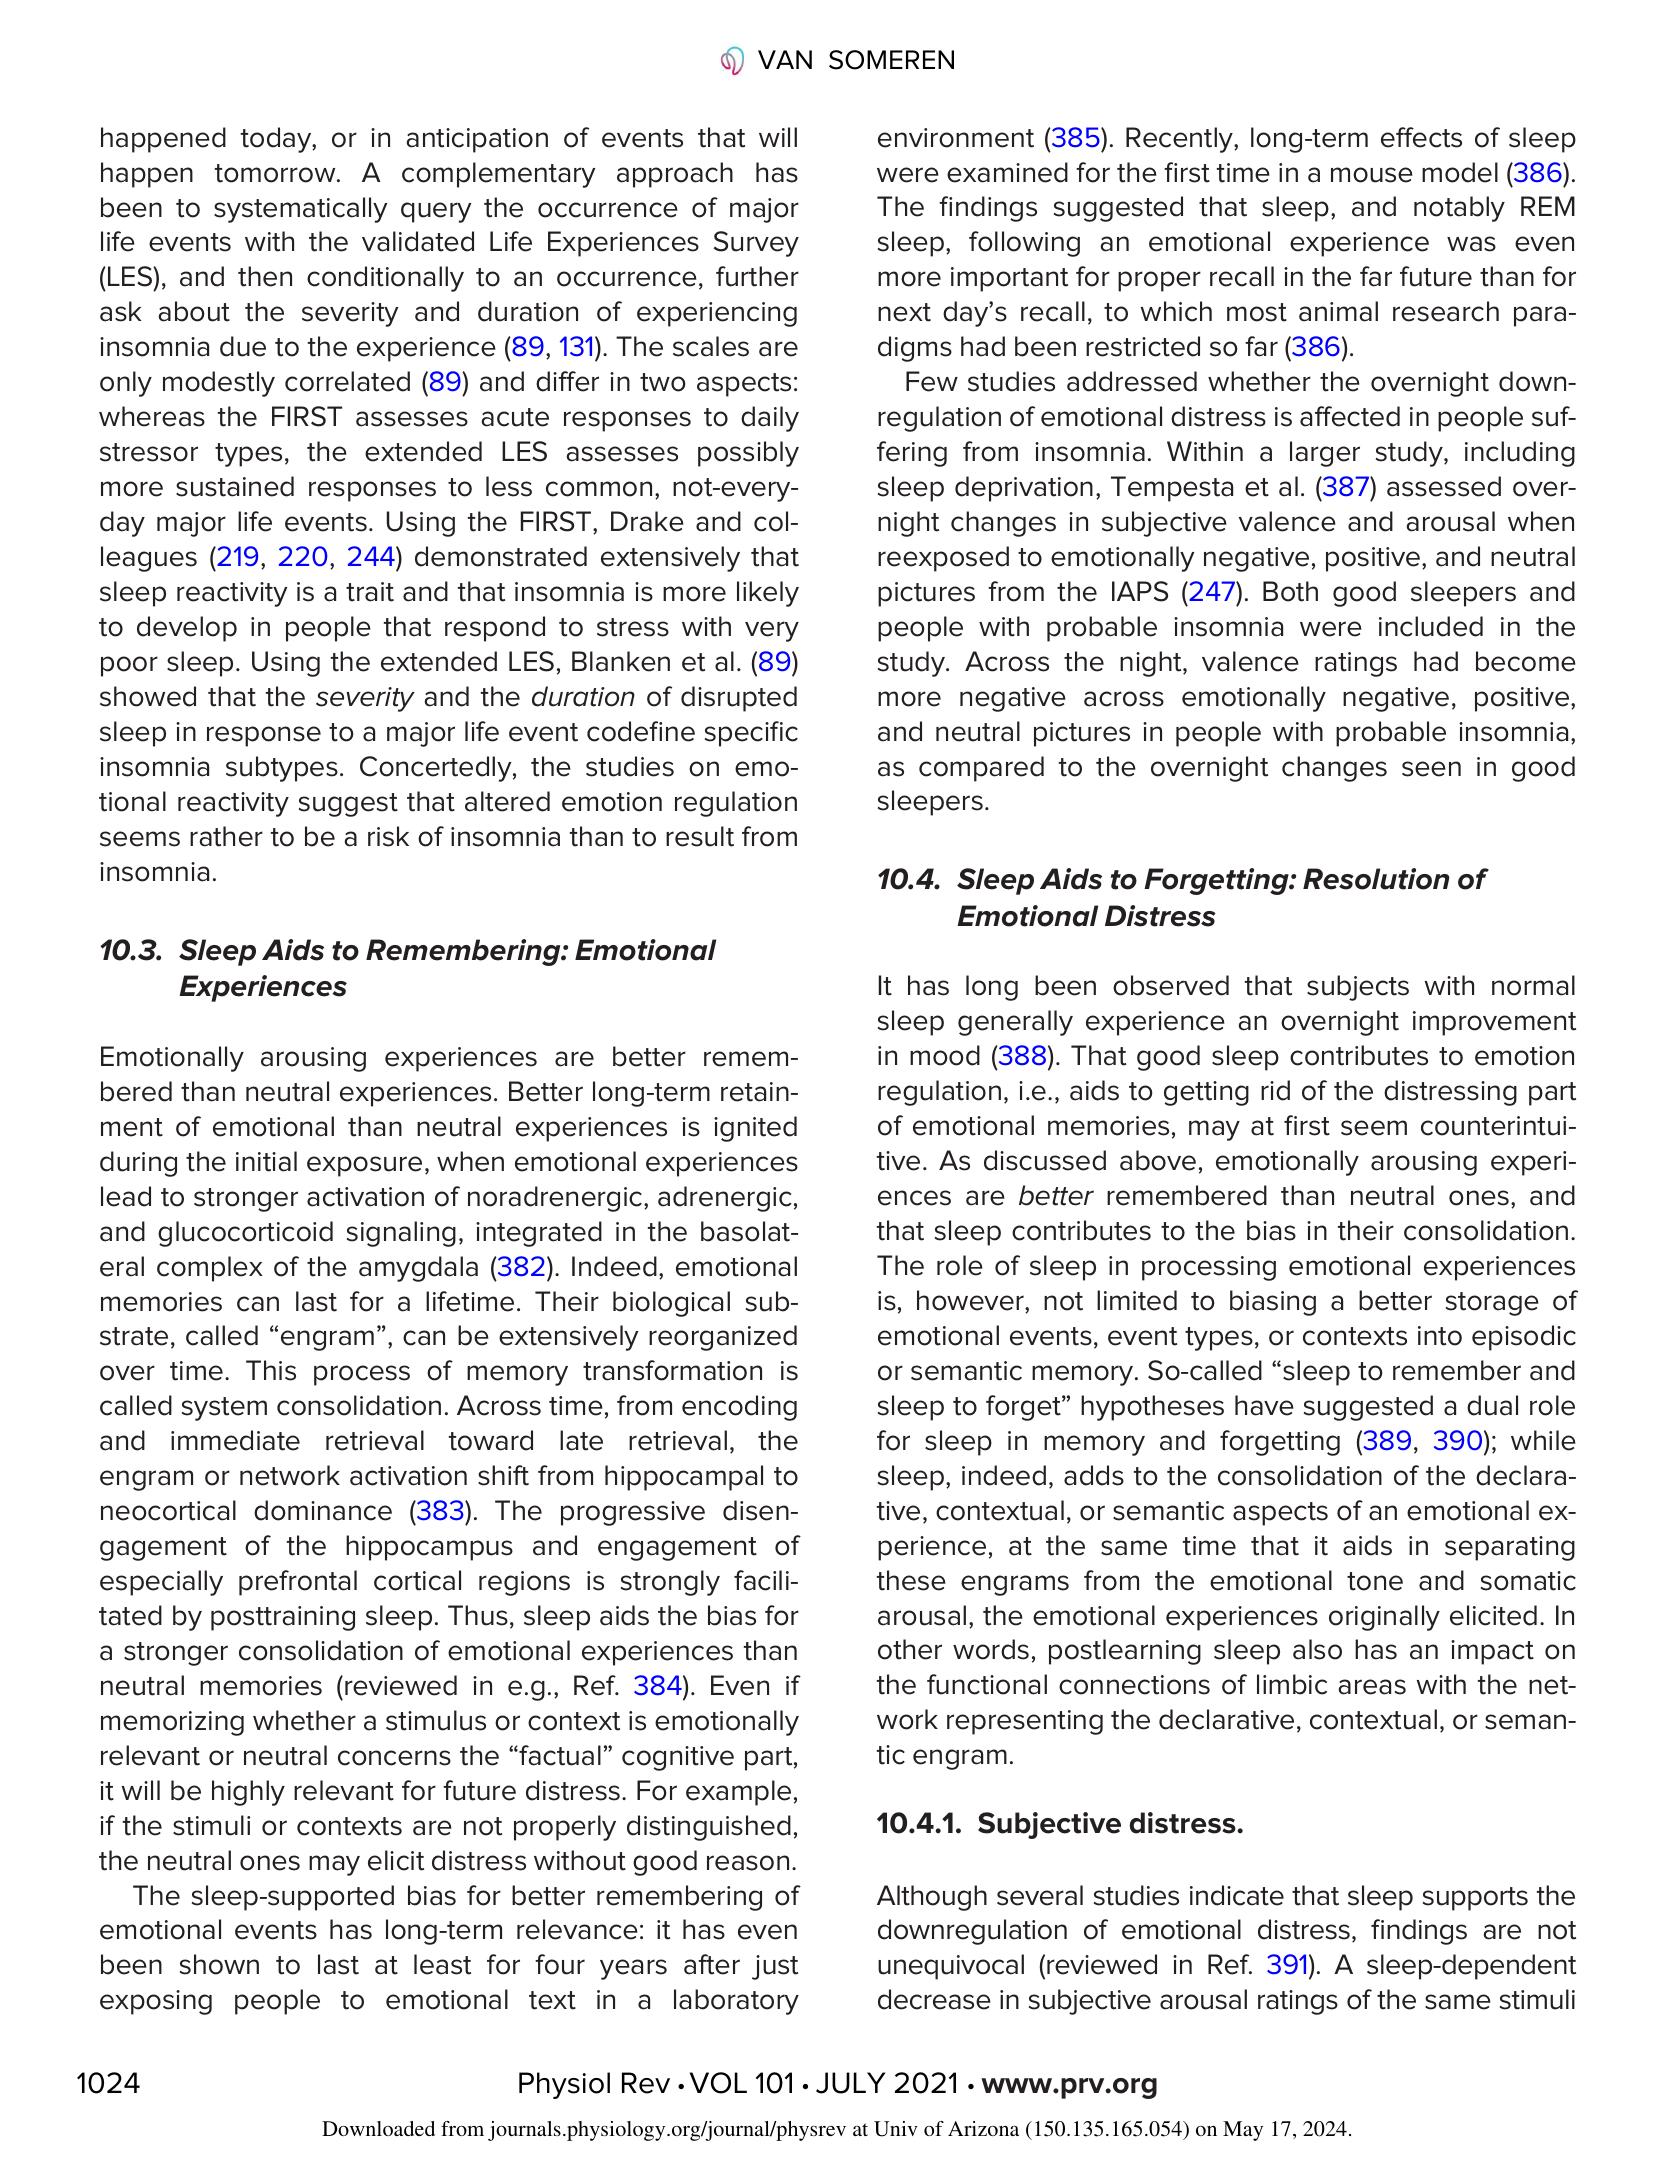 VAN SOMEREN
happened today, or in anticipation of events that will
happen tomorrow. A complementary approach has
been to systematically query the occurrence of major
life events with the validated Life Experiences Survey
(LES), and then conditionally to an occurrence, further
ask about the severity and duration of experiencing
insomnia due to the experience (89, 131). The scales are
only modestly correlated (89) and differ in two aspects:
whereas the FIRST assesses acute responses to daily
stressor types, the extended LES assesses possibly
more sustained responses to less common, not-every-
day major life events. Using the FIRST, Drake and col-
leagues (219, 220, 244) demonstrated extensively that
sleep reactivity is a trait and that insomnia is more likely
to develop in people that respond to stress with very
poor sleep. Using the extended LES, Blanken et al. (89)
showed that the severity and the duration of disrupted
sleep in response to a major life event codefine specific
insomnia subtypes. Concertedly, the studies on emo-
tional reactivity suggest that altered emotion regulation
seems rather to be a risk of insomnia than to result from
insomnia.
10.3. Sleep Aids to Remembering: Emotional
Experiences
Emotionally arousing experiences are better remem-
bered than neutral experiences. Better long-term retain-
ment of emotional than neutral experiences is ignited
during the initial exposure, when emotional experiences
lead to stronger activation of noradrenergic, adrenergic,
and glucocorticoid signaling, integrated in the basolat-
eral complex of the amygdala (382). Indeed, emotional
memories can last for a lifetime. Their biological sub-
strate, called “engram”, can be extensively reorganized
over time. This process of memory transformation is
called system consolidation. Across time, from encoding
and immediate retrieval toward late retrieval, the
engram or network activation shift from hippocampal to
neocortical dominance (383). The progressive disen-
gagement of the hippocampus and engagement of
especially prefrontal cortical regions is strongly facili-
tated by posttraining sleep. Thus, sleep aids the bias for
a stronger consolidation of emotional experiences than
neutral memories (reviewed in e.g., Ref. 384). Even if
memorizing whether a stimulus or context is emotionally
relevant or neutral concerns the “factual” cognitive part,
it will be highly relevant for future distress. For example,
if the stimuli or contexts are not properly distinguished,
the neutral ones may elicit distress without good reason.
The sleep-supported bias for better remembering of
emotional events has long-term relevance: it has even
been shown to last at least for four years after just
exposing people to emotional text in a laboratory
environment (385). Recently, long-term effects of sleep
were examined for the first time in a mouse model (386).
The findings suggested that sleep, and notably REM
sleep, following an emotional experience was even
more important for proper recall in the far future than for
next day’s recall, to which most animal research para-
digms had been restricted so far (386).
Few studies addressed whether the overnight down-
regulation of emotional distress is affected in people suf-
fering from insomnia. Within a larger study, including
sleep deprivation, Tempesta et al. (387) assessed over-
night changes in subjective valence and arousal when
reexposed to emotionally negative, positive, and neutral
pictures from the IAPS (247). Both good sleepers and
people with probable insomnia were included in the
study. Across the night, valence ratings had become
more negative across emotionally negative, positive,
and neutral pictures in people with probable insomnia,
as compared to the overnight changes seen in good
sleepers.
10.4. Sleep Aids to Forgetting: Resolution of
Emotional Distress
It has long been observed that subjects with normal
sleep generally experience an overnight improvement
in mood (388). That good sleep contributes to emotion
regulation, i.e., aids to getting rid of the distressing part
of emotional memories, may at first seem counterintui-
tive. As discussed above, emotionally arousing experi-
ences are better remembered than neutral ones, and
that sleep contributes to the bias in their consolidation.
The role of sleep in processing emotional experiences
is, however, not limited to biasing a better storage of
emotional events, event types, or contexts into episodic
or semantic memory. So-called “sleep to remember and
sleep to forget” hypotheses have suggested a dual role
for sleep in memory and forgetting (389, 390); while
sleep, indeed, adds to the consolidation of the declara-
tive, contextual, or semantic aspects of an emotional ex-
perience, at the same time that it aids in separating
these engrams from the emotional tone and somatic
arousal, the emotional experiences originally elicited. In
other words, postlearning sleep also has an impact on
the functional connections of limbic areas with the net-
work representing the declarative, contextual, or seman-
tic engram.
10.4.1. Subjective distress.
Although several studies indicate that sleep supports the
downregulation of emotional distress, findings are not
unequivocal (reviewed in Ref. 391). A sleep-dependent
decrease in subjective arousal ratings of the same stimuli
1024
Physiol Rev • VOL 101 • JULY 2021 • www.prv.org
Downloaded from journals.physiology.org/journal/physrev at Univ of Arizona (150.135.165.054) on May 17, 2024.